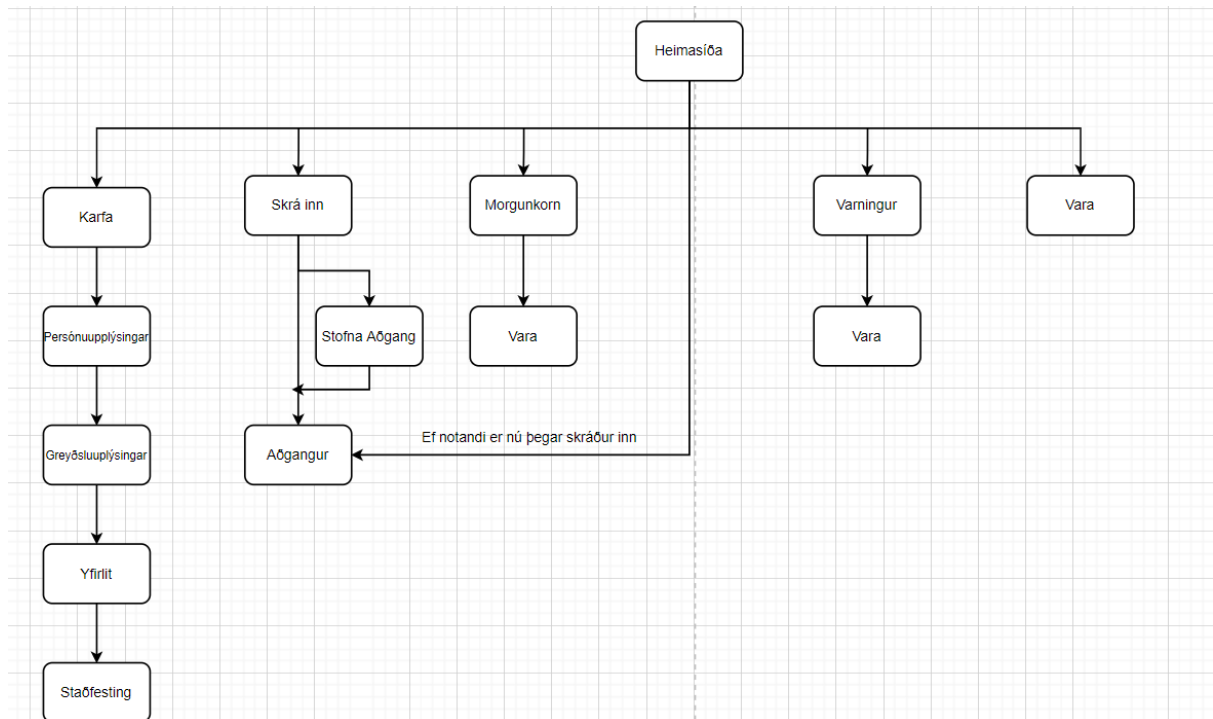 Heimasíða
Karfa
Skrá inn
Morgunkorn
Varningur
Vara
Persónuupplýsingar
Stofna Aðgang
Vara
Vara
Greyðsluuplýsingar
Aðgangur
Ef notandi er nú þegar skráður inn
Yfirlit
Staðfesting